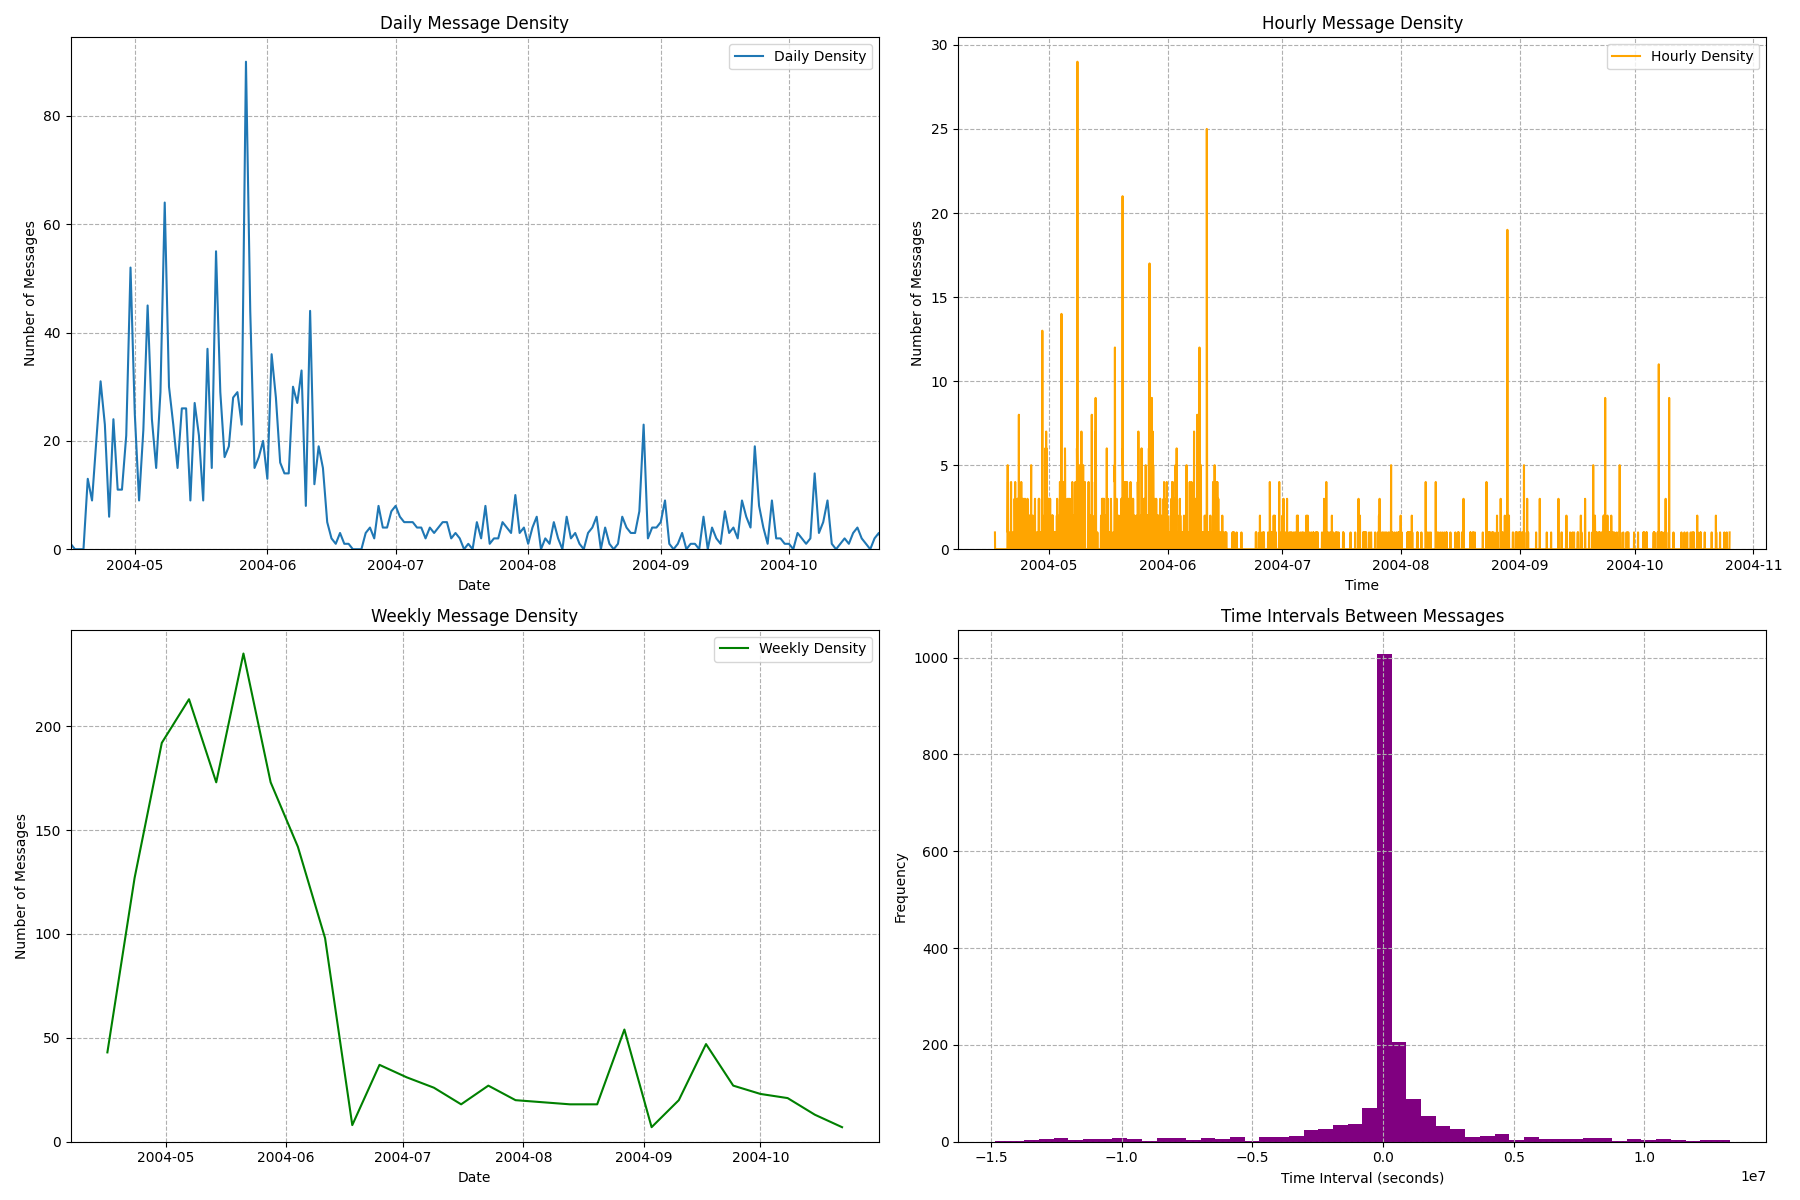 Daily Message Density
Number of Messages
80
60
40
20
0
Daily Density
2004-05 2004-06 2004-07 2004-08 2004-09 2004-10
Date
Hourly Message Density
Number of Messages
30
25
20
15
10
5
0
Hourly Density
2004-05 2004-06 2004-07 2004-08 2004-09 2004-10 2004-11
Time
Weekly Message Density
Number of Messages
200
150
100
50
0
Weekly Density
2004-05 2004-06 2004-07 2004-08 2004-09 2004-10
Date
Time Intervals Between Messages
Frequency
1000
800
600
400
200
0
−1.5 −1.0 −0.5 0.0 0.5 1.0
1e7
Time Interval (seconds)